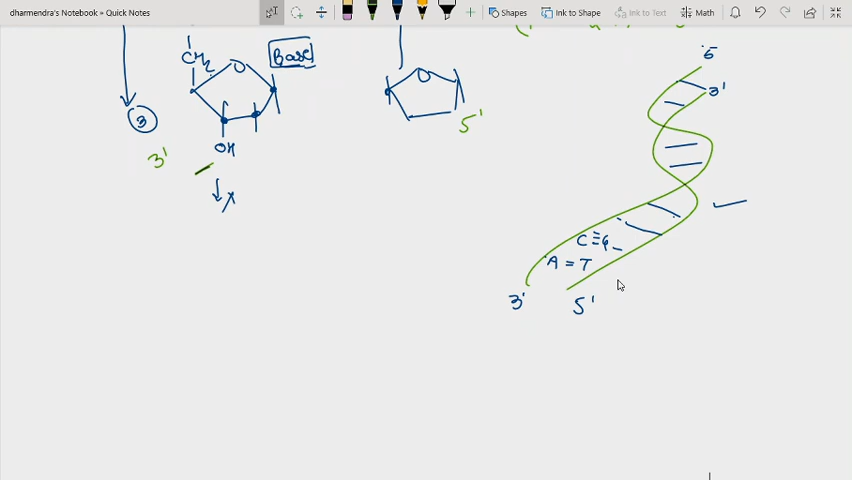 dharmendra's Notebook » Quick Notes
Shapes
Ink to Shape
Ink to Text
Math
CH2
O
Base
O
5
3'
3
5'
OH
3'
C≡G
A = T
3'
5'